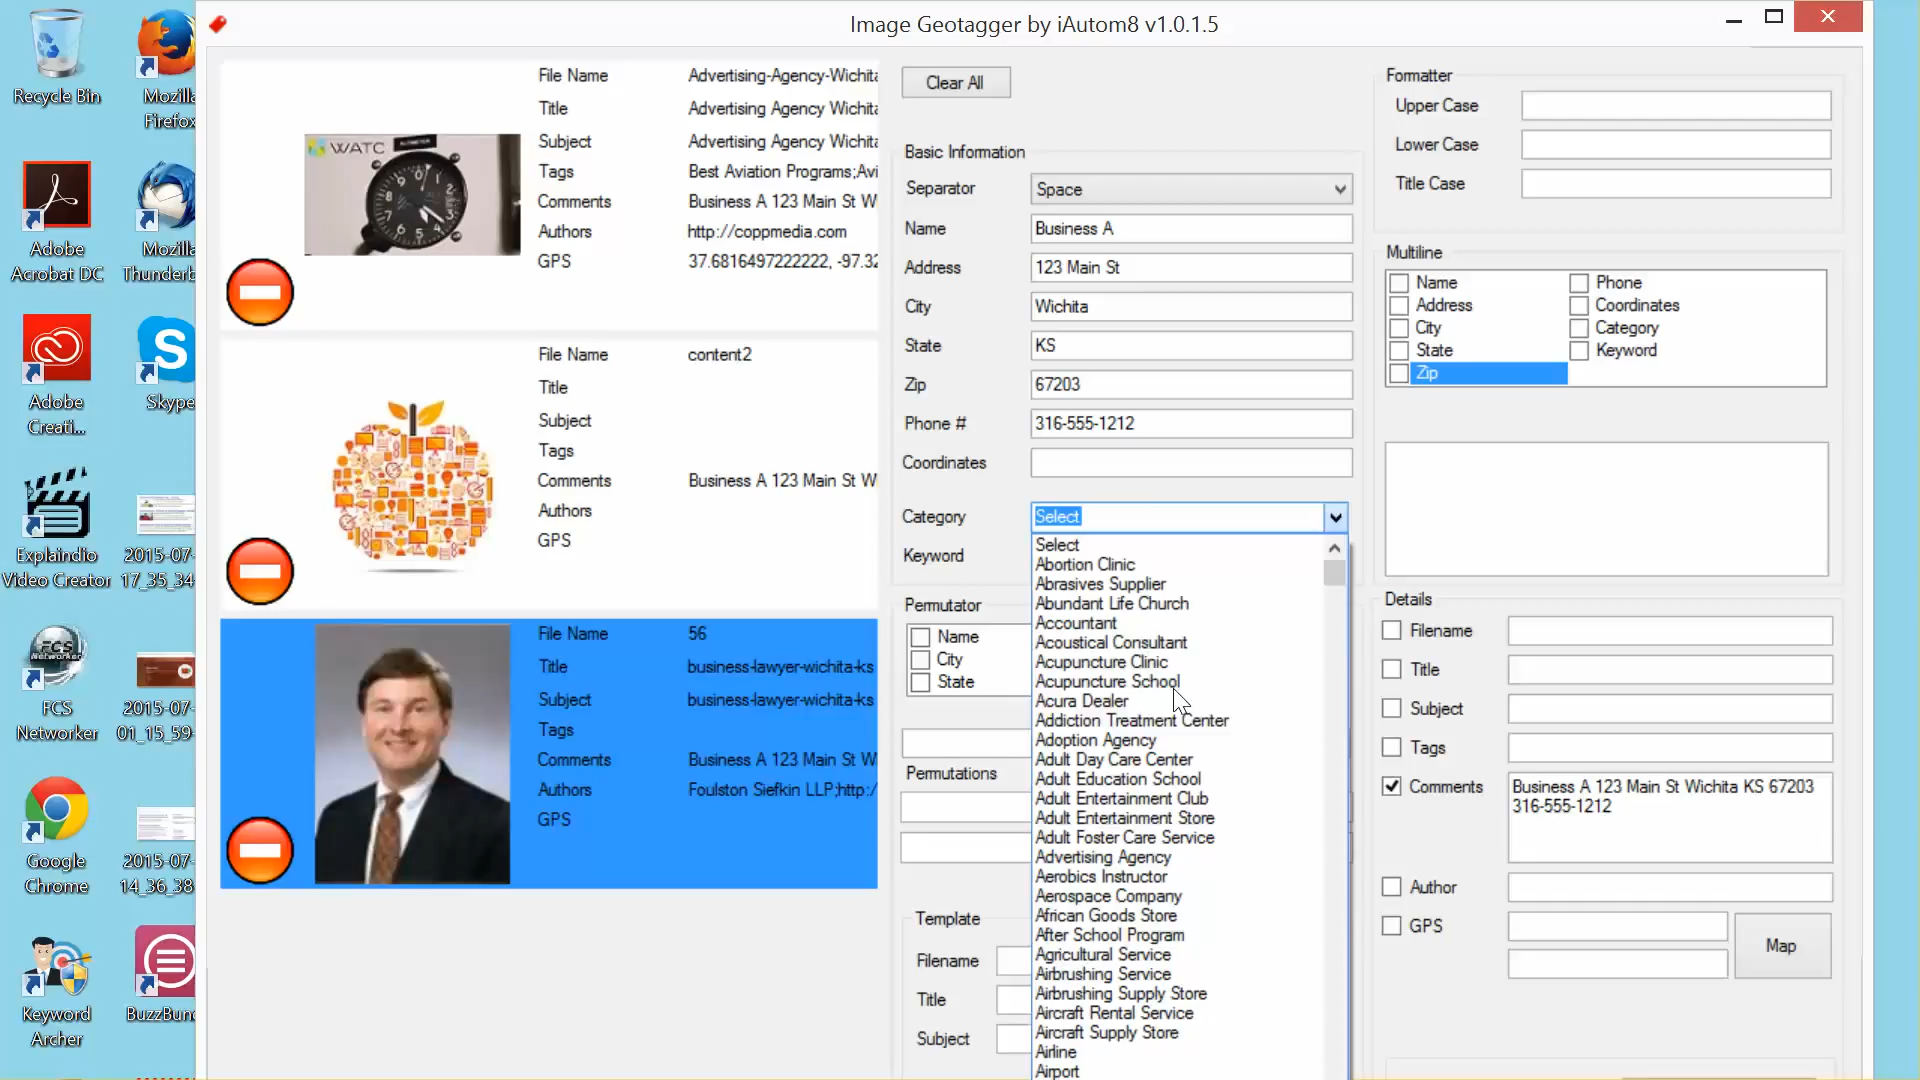 Image Geotagger by iAutom8 v1.0.1.5
Recycle Bin
Mozilla
Firefox
Adobe
Acrobat DC
Mozilla
Thunderb
Adobe
Creati...
Skype
Explaindio
Video Creator
2015-07-
17_35_34-
FCS
Networker
2015-07-
01_15_59-
Google
Chrome
2015-07-
14_36_38-
Keyword
Archer
BuzzBun
File Name Advertising-Agency-Wichita
Title Advertising Agency Wichita
Subject Advertising Agency Wichita
Tags Best Aviation Programs;Avi
Comments Business A 123 Main St W
Authors http://coppmedia.com
GPS 37.6816497222222, -97.32
WATC
File Name content2
Title
Subject
Tags
Comments Business A 123 Main St W
Authors
GPS
File Name 56
Title business-lawyer-wichita-ks
Subject business-lawyer-wichita-ks
Tags
Comments Business A 123 Main St W
Authors Foulston Siefkin LLP;http:/
GPS
Clear All
Basic Information
Separator Space
Name Business A
Address 123 Main St
City Wichita
State KS
Zip 67203
Phone # 316-555-1212
Coordinates
Category Select
Keyword
Select
Abortion Clinic
Abrasives Supplier
Abundant Life Church
Accountant
Acoustical Consultant
Acupuncture Clinic
Acupuncture School
Acura Dealer
Addiction Treatment Center
Adoption Agency
Adult Day Care Center
Adult Education School
Adult Entertainment Club
Adult Entertainment Store
Adult Foster Care Service
Advertising Agency
Aerobics Instructor
Aerospace Company
African Goods Store
After School Program
Agricultural Service
Airbrushing Service
Airbrushing Supply Store
Aircraft Rental Service
Aircraft Supply Store
Airline
Airport
Permutator
Name
City
State
Permutations
Template
Filename
Title
Subject
Formatter
Upper Case
Lower Case
Title Case
Multiline
Name Phone
Address Coordinates
City Category
State Keyword
Zip
Details
Filename
Title
Subject
Tags
Comments Business A 123 Main St Wichita KS 67203
316-555-1212
Author
GPS
Map